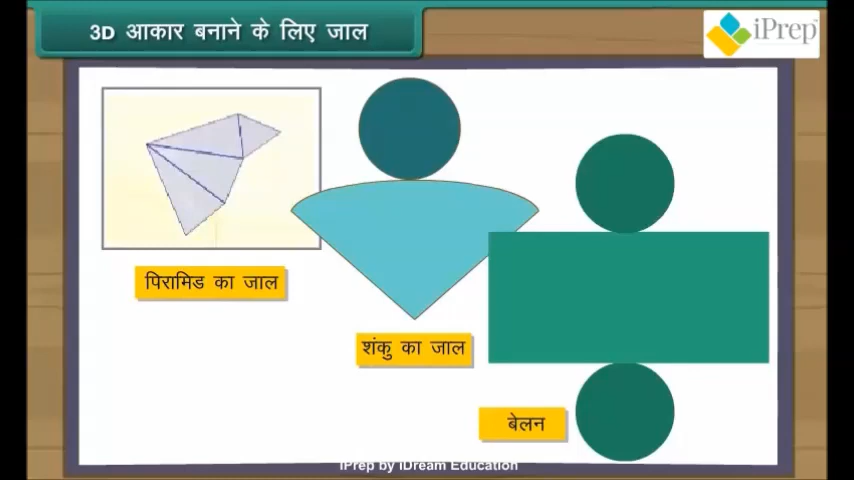 3D आकार बनाने के लिए जाल
iPrep
पिरामिड का जाल
शंकु का जाल
बेलन
iPrep by iDream Education